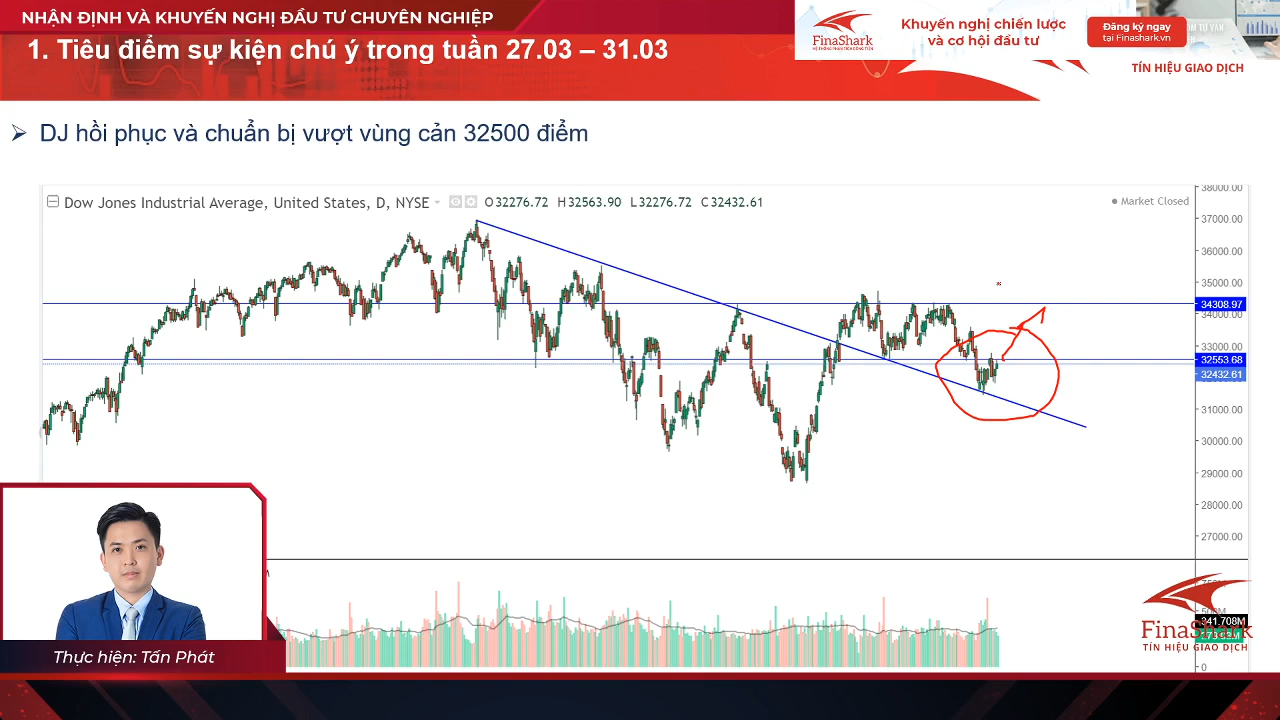 NHẬN ĐỊNH VÀ KHUYẾN NGHỊ ĐẦU TƯ CHUYÊN NGHIỆP
1. Tiêu điểm sự kiện chú ý trong tuần 27.03 – 31.03
FinaShark
Khuyến nghị chiến lược
và cơ hội đầu tư
Đăng ký ngay
tại Finashark.vn
TÍN HIỆU GIAO DỊCH
DJ hồi phục và chuẩn bị vượt vùng cản 32500 điểm
Dow Jones Industrial Average, United States, D, NYSE O32276.72 H32563.90 L32276.72 C32432.61
Market Closed
38000.00
37000.00
36000.00
35000.00
34308.97
34000.00
33000.00
32553.68
32432.61
31000.00
30000.00
29000.00
28000.00
27000.00
0
FinaShark
TÍN HIỆU GIAO DỊCH
Thực hiện: Tấn Phát